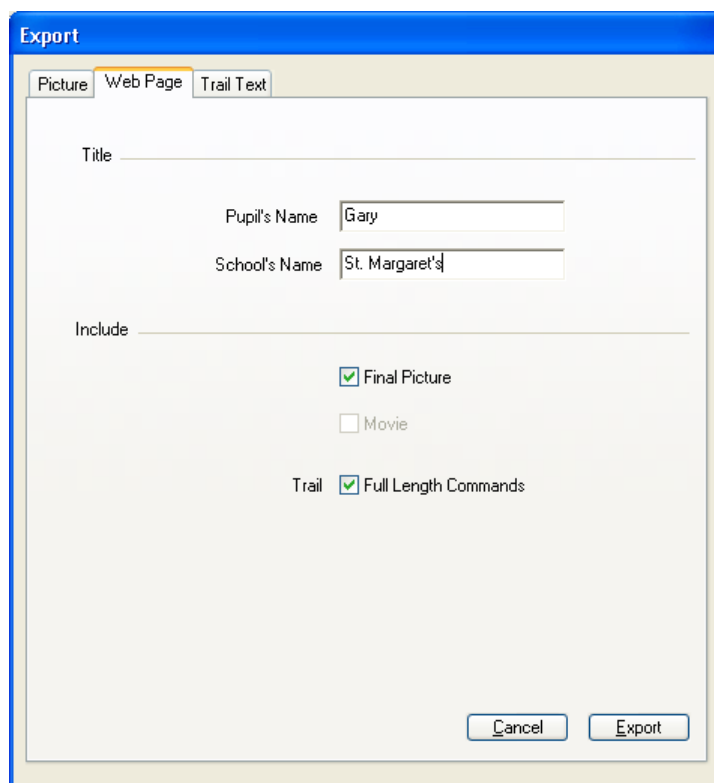 Export
Picture Web Page Trail Text
Title
Pupil's Name Gary
School's Name St. Margaret's
Include
Final Picture
Movie
Trail Full Length Commands
Cancel Export